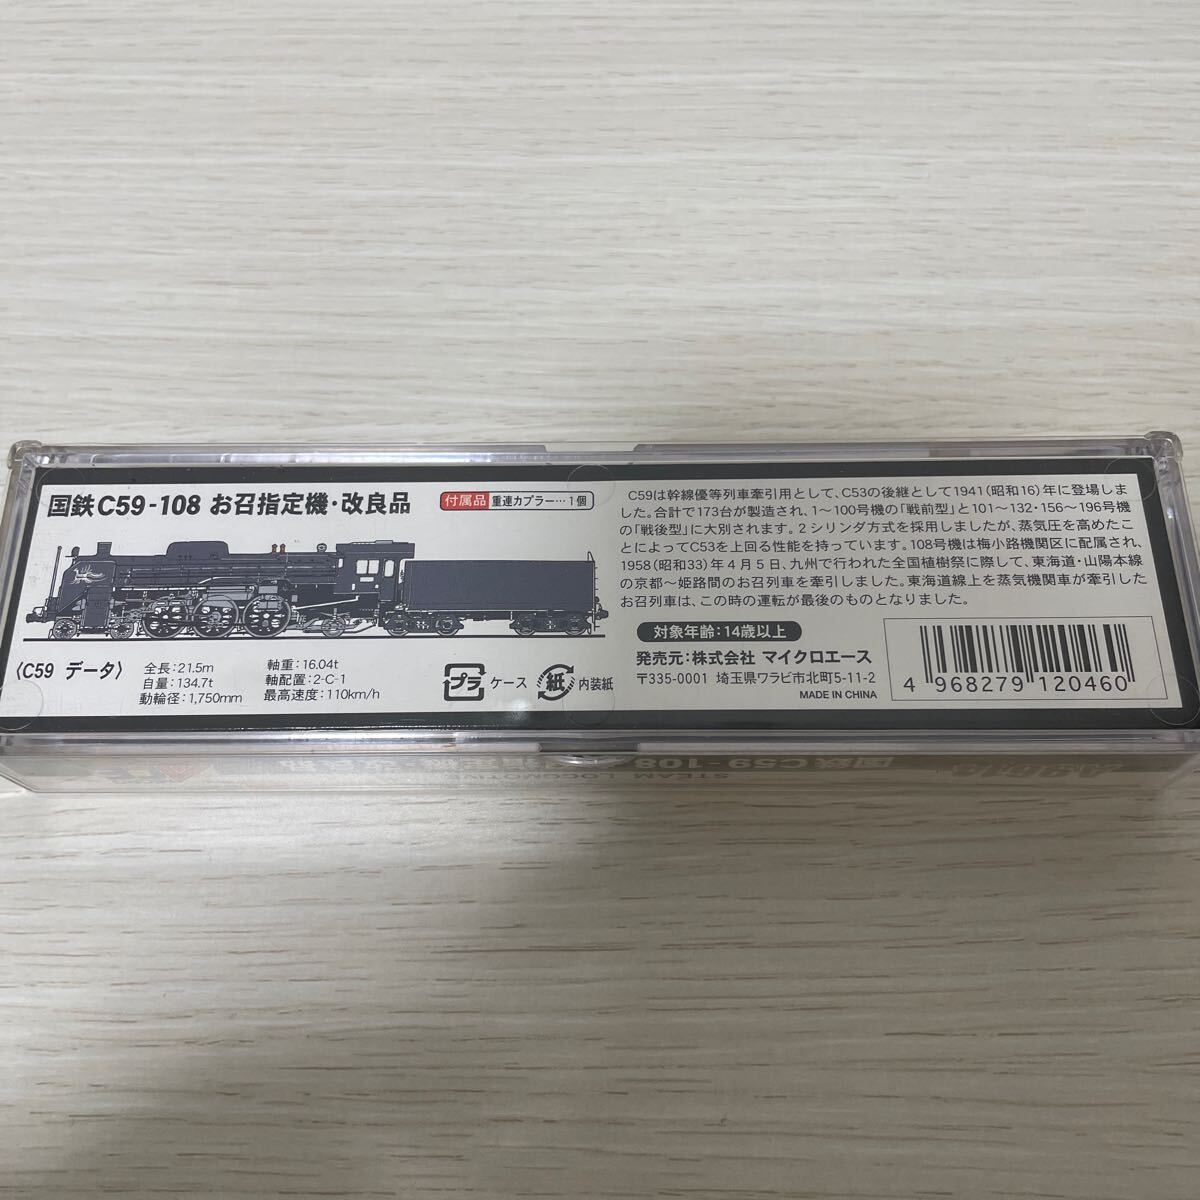 国鉄C59-108 お召指定機・改良品
付属品 重連カプラー…1個
C59は幹線優等列車牽引用として、C53の後継として1941(昭和16)年に登場しま
した。合計で173台が製造され、1~100号機の「戦前型」と101~132・156~196号機
の「戦後型」に大別されます。2シリンダ方式を採用しましたが、蒸気圧を高めたこ
とによってC53を上回る性能を持っています。108号機は梅小路機関区に配属され、
1958(昭和33)年4月5日、九州で行われた全国植樹祭に際して、東海道・山陽本線
の京都~姫路間のお召列車を牽引しました。東海道線上を蒸気機関車が牽引した
お召列車は、この時の運転が最後のものとなりました。
〈C59 データ〉
全長:21.5m
自量:134.7t
動輪径:1,750mm
軸重:16.04t
軸配置:2-C-1
最高速度:110km/h
プラ ケース 紙 内装紙
対象年齢:14歳以上
発売元:株式会社 マイクロエース
〒335-0001 埼玉県ワラビ市北町5-11-2
MADE IN CHINA
4 968279 120460
STEAM LOCOMOTIVE
国鉄C59-108